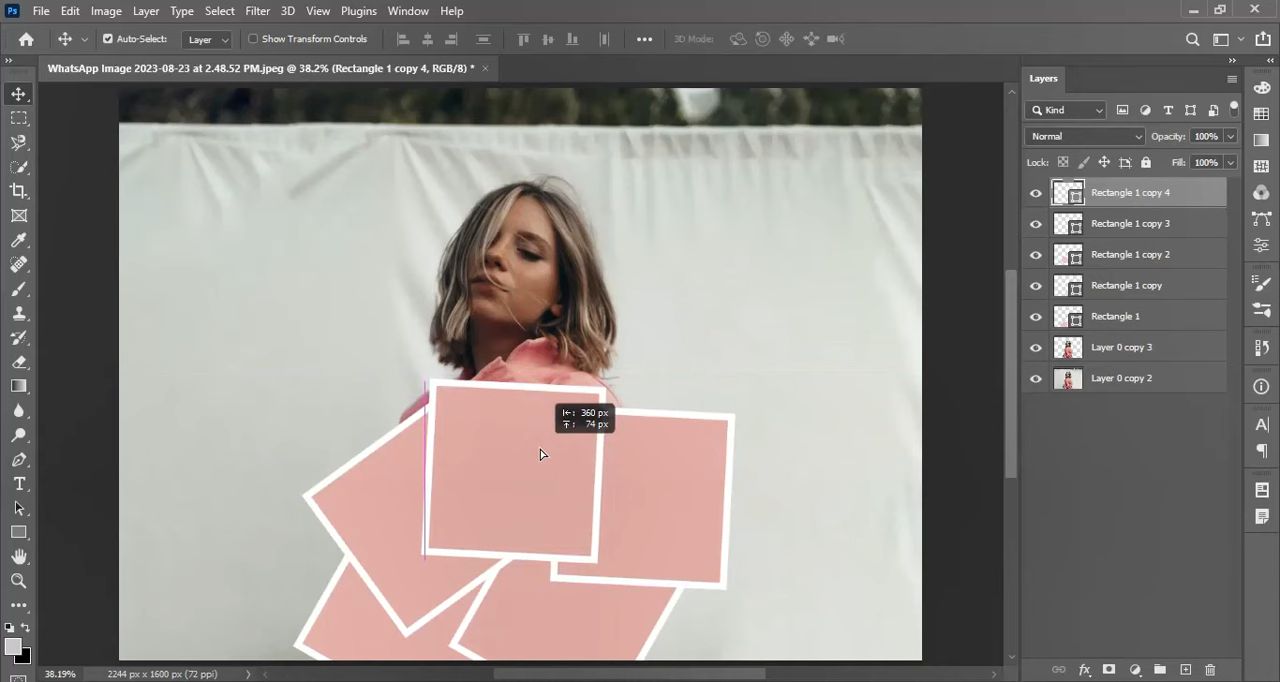 Ps File Edit Image Layer Type Select Filter 3D View Plugins Window Help
Auto-Select: Layer Show Transform Controls 3D Mode:
WhatsApp Image 2023-08-23 at 2.48.52 PM.jpeg @ 38.2% (Rectangle 1 copy 4, RGB/8) *
Layers
Kind
Normal Opacity: 100%
Lock: Fill: 100%
Rectangle 1 copy 4
Rectangle 1 copy 3
Rectangle 1 copy 2
Rectangle 1 copy
Rectangle 1
Layer 0 copy 3
Layer 0 copy 2
360 px
74 px
38.19% 2244 px x 1600 px (72 ppi)